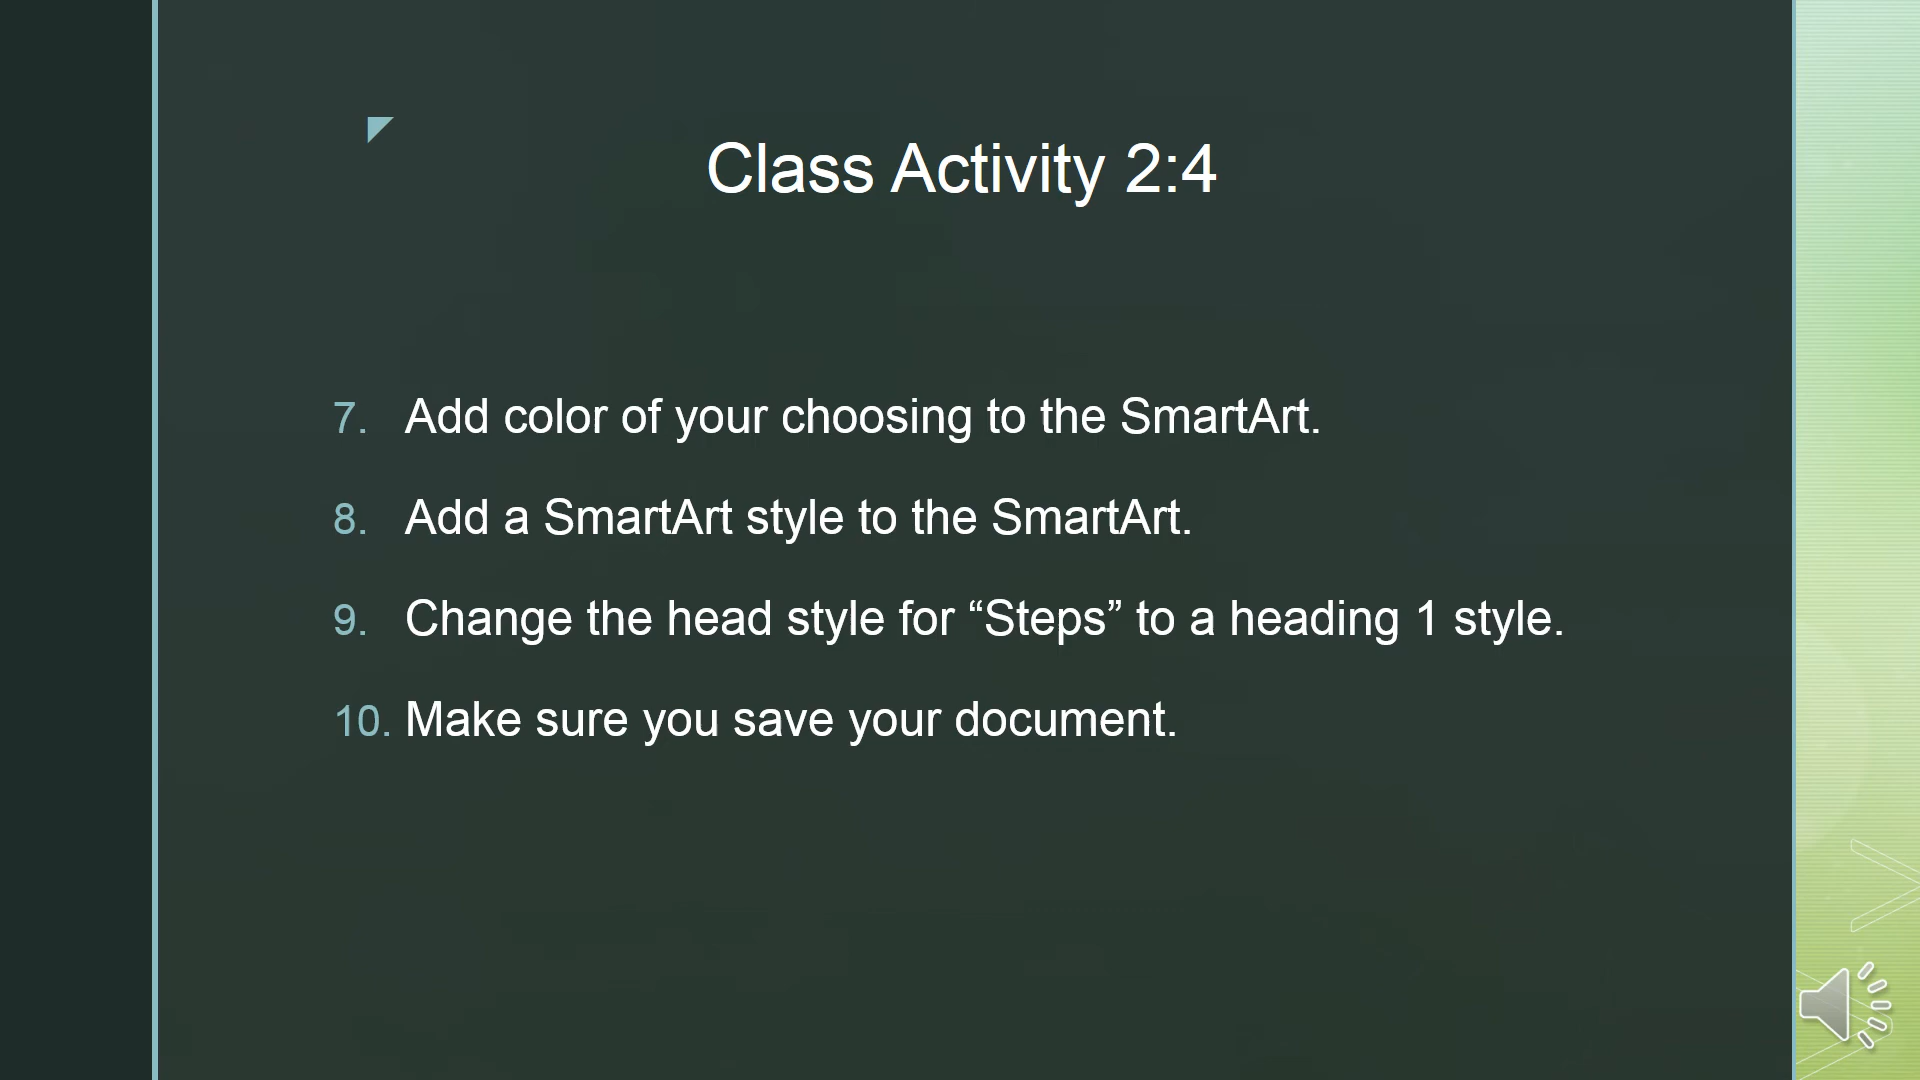 Class Activity 2:4
7. Add color of your choosing to the SmartArt.
8. Add a SmartArt style to the SmartArt.
9. Change the head style for “Steps” to a heading 1 style.
10. Make sure you save your document.